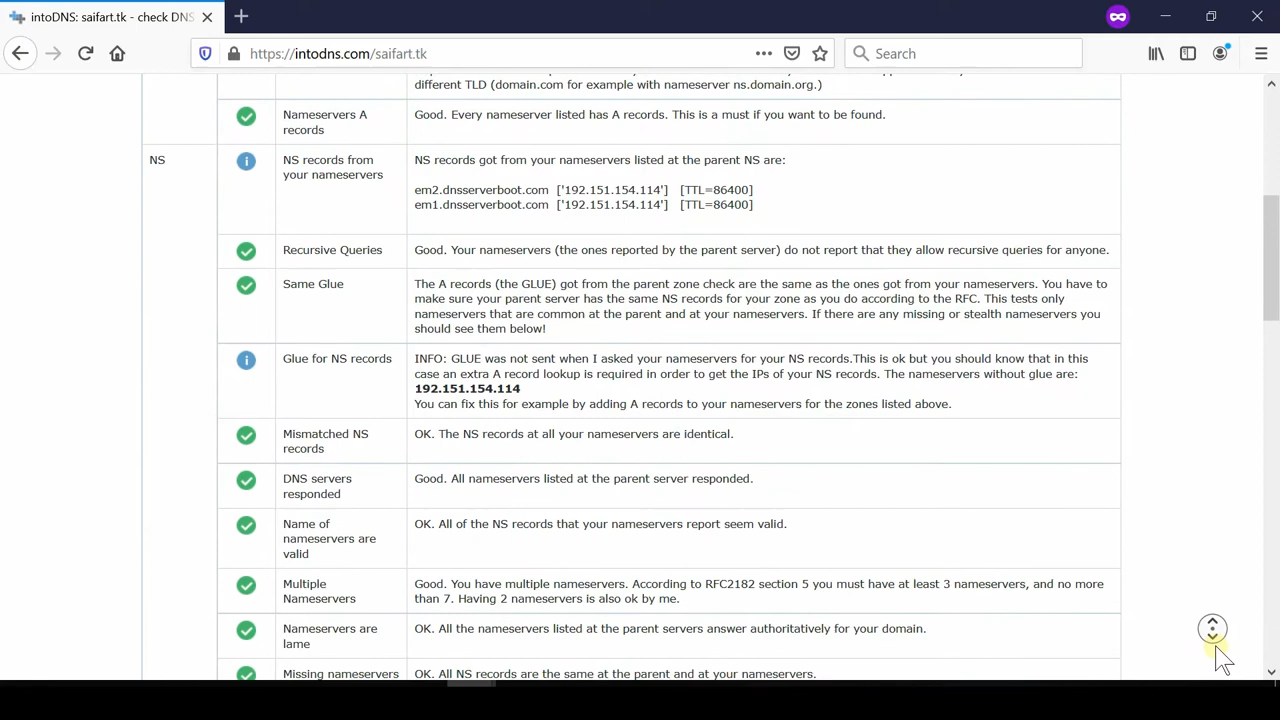 intoDNS: saifart.tk - check DNS
https://intodns.com/saifart.tk
Search
different TLD (domain.com for example with nameserver ns.domain.org.)
Nameservers A
records
Good. Every nameserver listed has A records. This is a must if you want to be found.
NS
NS records from
your nameservers
NS records got from your nameservers listed at the parent NS are:
em2.dnsserverboot.com ['192.151.154.114'] [TTL=86400]
em1.dnsserverboot.com ['192.151.154.114'] [TTL=86400]
Recursive Queries
Good. Your nameservers (the ones reported by the parent server) do not report that they allow recursive queries for anyone.
Same Glue
The A records (the GLUE) got from the parent zone check are the same as the ones got from your nameservers. You have to
make sure your parent server has the same NS records for your zone as you do according to the RFC. This tests only
nameservers that are common at the parent and at your nameservers. If there are any missing or stealth nameservers you
should see them below!
Glue for NS records
INFO: GLUE was not sent when I asked your nameservers for your NS records.This is ok but you should know that in this
case an extra A record lookup is required in order to get the IPs of your NS records. The nameservers without glue are:
192.151.154.114
You can fix this for example by adding A records to your nameservers for the zones listed above.
Mismatched NS
records
OK. The NS records at all your nameservers are identical.
DNS servers
responded
Good. All nameservers listed at the parent server responded.
Name of
nameservers are
valid
OK. All of the NS records that your nameservers report seem valid.
Multiple
Nameservers
Good. You have multiple nameservers. According to RFC2182 section 5 you must have at least 3 nameservers, and no more
than 7. Having 2 nameservers is also ok by me.
Nameservers are
lame
OK. All the nameservers listed at the parent servers answer authoritatively for your domain.
Missing nameservers
OK. All NS records are the same at the parent and at your nameservers.